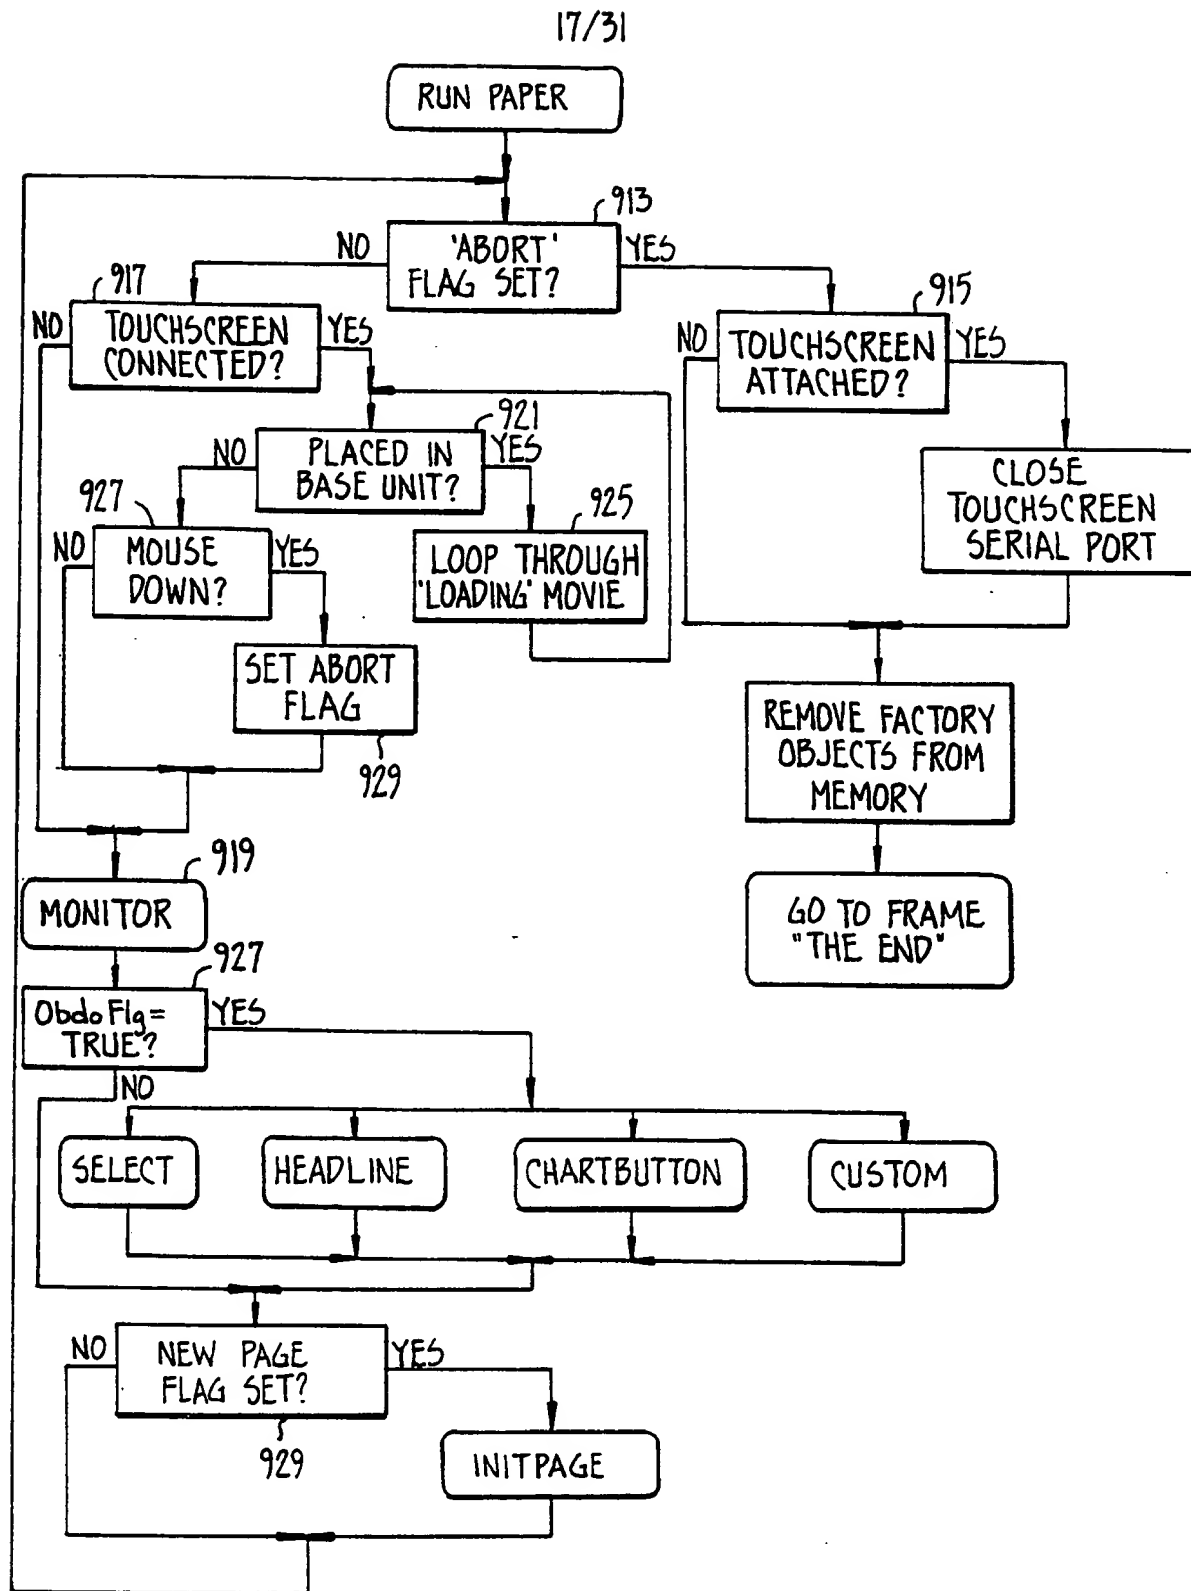 17/31
RUN PAPER
913
'ABORT'
FLAG SET?
NO
YES
917
TOUCHSCREEN
CONNECTED?
NO
YES
915
TOUCHSCREEN
ATTACHED?
NO
YES
921
PLACED IN
BASE UNIT?
NO
YES
CLOSE
TOUCHSCREEN
SERIAL PORT
927
MOUSE
DOWN?
NO
YES
925
LOOP THROUGH
'LOADING' MOVIE
SET ABORT
FLAG
929
REMOVE FACTORY
OBJECTS FROM
MEMORY
919
MONITOR
GO TO FRAME
"THE END"
927
ObdoFlg=
TRUE?
YES
NO
SELECT
HEADLINE
CHARTBUTTON
CUSTOM
NO
NEW PAGE
FLAG SET?
YES
929
INITPAGE